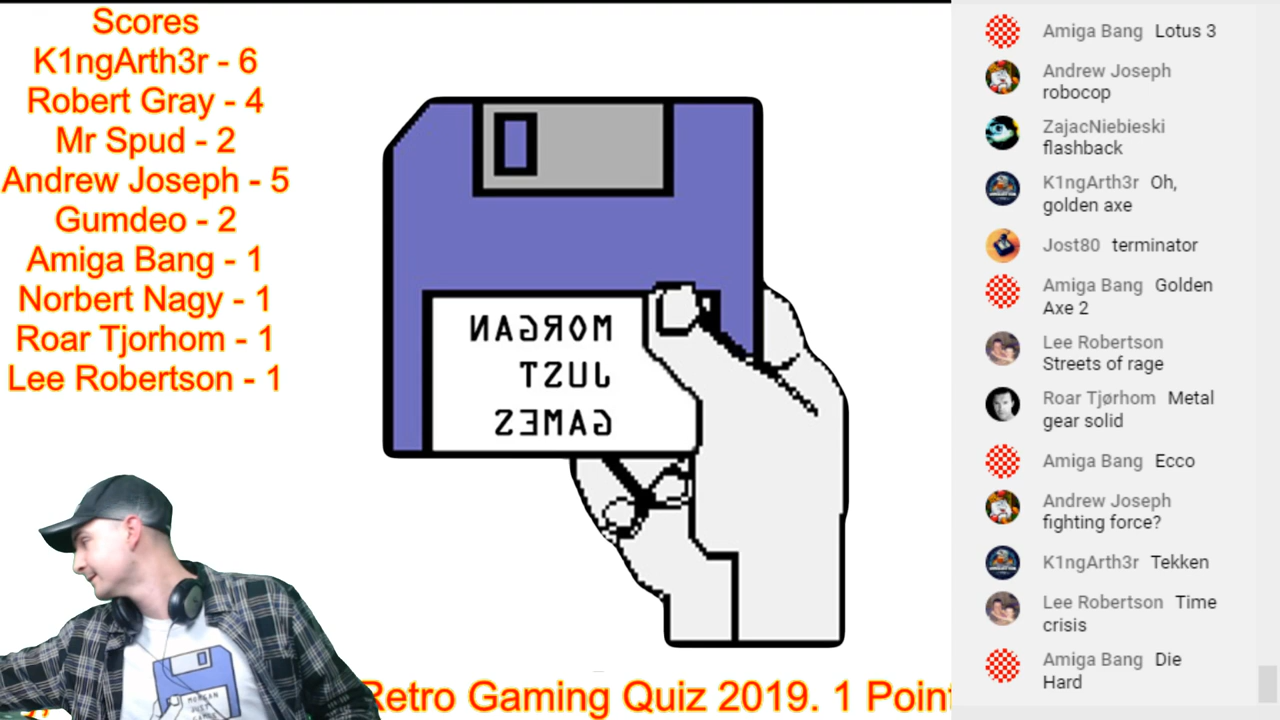 Scores
K1ngArth3r - 6
Robert Gray - 4
Mr Spud - 2
Andrew Joseph - 5
Gumdeo - 2
Amiga Bang - 1
Norbert Nagy - 1
Roar Tjorhom - 1
Lee Robertson - 1
MORGAN
JUST
GAMES
MORGAN
JUST
Retro Gaming Quiz 2019. 1 Poin
Amiga Bang Lotus 3
Andrew Joseph
robocop
ZajacNiebieski
flashback
K1ngArth3r Oh,
golden axe
Jost80 terminator
Amiga Bang Golden
Axe 2
Lee Robertson
Streets of rage
Roar Tjørhom Metal
gear solid
Amiga Bang Ecco
Andrew Joseph
fighting force?
K1ngArth3r Tekken
Lee Robertson Time
crisis
Amiga Bang Die
Hard